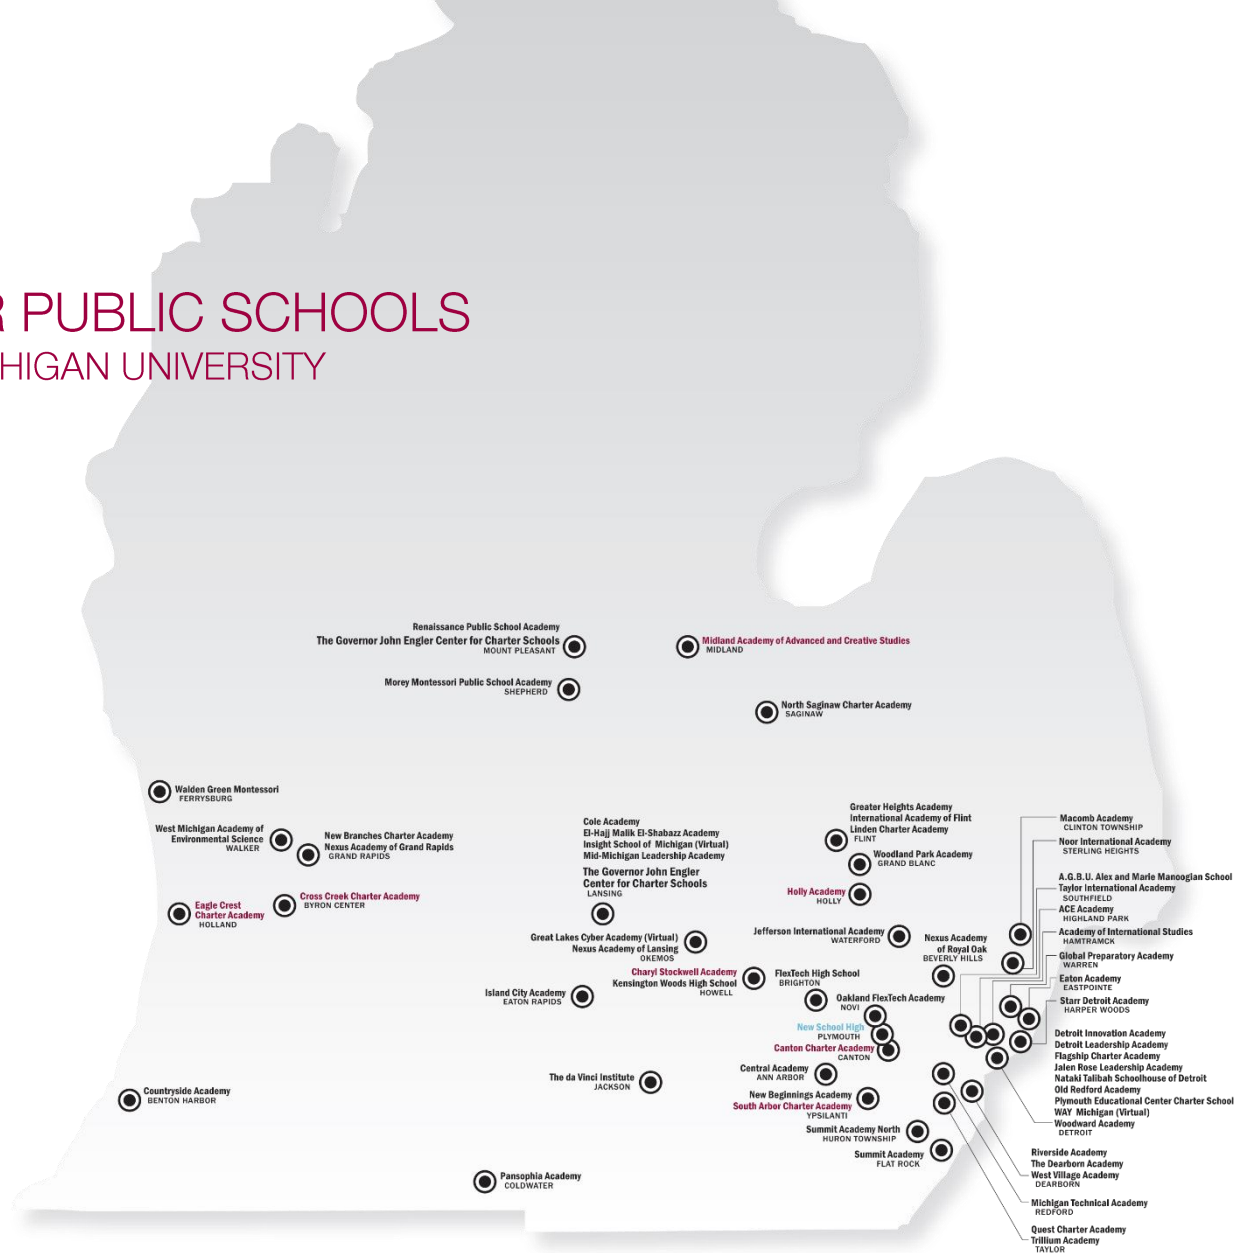 R PUBLIC SCHOOLS
HIGAN UNIVERSITY
Renaissance Public School Academy
The Governor John Engler Center for Charter Schools
MOUNT PLEASANT
Midland Academy of Advanced and Creative Studies
MIDLAND
Morey Montessori Public School Academy
SHEPHERD
North Saginaw Charter Academy
SAGINAW
Walden Green Montessori
FERRYSBURG
West Michigan Academy of
Environmental Science
WALKER
New Branches Charter Academy
Nexus Academy of Grand Rapids
GRAND RAPIDS
Eagle Crest
Charter Academy
HOLLAND
Cross Creek Charter Academy
BYRON CENTER
Cole Academy
El-Hajj Malik El-Shabazz Academy
Insight School of Michigan (Virtual)
Mid-Michigan Leadership Academy
The Governor John Engler
Center for Charter Schools
LANSING
Great Lakes Cyber Academy (Virtual)
Nexus Academy of Lansing
OKEMOS
Island City Academy
EATON RAPIDS
Greater Heights Academy
International Academy of Flint
Linden Charter Academy
FLINT
Woodland Park Academy
GRAND BLANC
Holly Academy
HOLLY
Jefferson International Academy
WATERFORD
Nexus Academy
of Royal Oak
BEVERLY HILLS
Charyl Stockwell Academy
Kensington Woods High School
HOWELL
FlexTech High School
BRIGHTON
Oakland FlexTech Academy
NOVI
New School High
PLYMOUTH
Canton Charter Academy
CANTON
Central Academy
ANN ARBOR
New Beginnings Academy
South Arbor Charter Academy
YPSILANTI
Summit Academy North
HURON TOWNSHIP
Summit Academy
FLAT ROCK
The da Vinci Institute
JACKSON
Countryside Academy
BENTON HARBOR
Pansophia Academy
COLDWATER
Macomb Academy
CLINTON TOWNSHIP
Noor International Academy
STERLING HEIGHTS
A.G.B.U. Alex and Marie Manoogian School
Taylor International Academy
SOUTHFIELD
ACE Academy
HIGHLAND PARK
Academy of International Studies
HAMTRAMCK
Global Preparatory Academy
WARREN
Eaton Academy
EASTPOINTE
Starr Detroit Academy
HARPER WOODS
Detroit Innovation Academy
Detroit Leadership Academy
Flagship Charter Academy
Jalen Rose Leadership Academy
Nataki Talibah Schoolhouse of Detroit
Old Redford Academy
Plymouth Educational Center Charter School
WAY Michigan (Virtual)
Woodward Academy
DETROIT
Riverside Academy
The Dearborn Academy
West Village Academy
DEARBORN
Michigan Technical Academy
REDFORD
Quest Charter Academy
Trillium Academy
TAYLOR